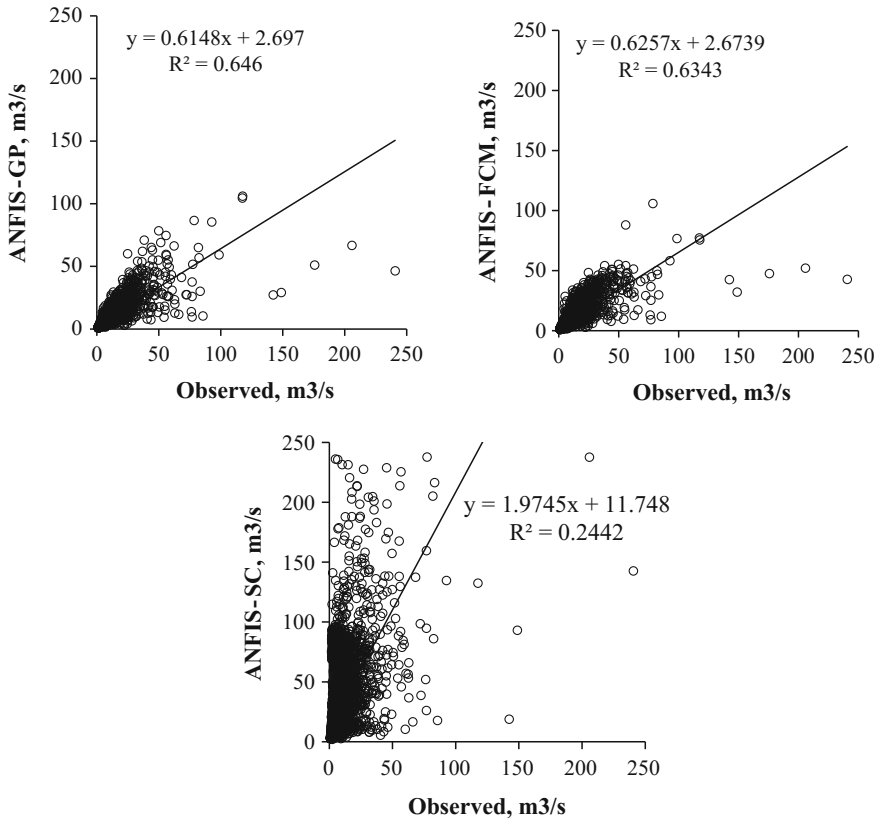 y = 0.6148x + 2.697
R² = 0.646
250
200
150
100
50
0
0 50 100 150 200 250
ANFIS-GP, m3/s
Observed, m3/s
y = 0.6257x + 2.6739
R² = 0.6343
250
200
150
100
50
0
0 50 100 150 200 250
ANFIS-FCM, m3/s
Observed, m3/s
y = 1.9745x + 11.748
R² = 0.2442
250
200
150
100
50
0
0 50 100 150 200 250
ANFIS-SC, m3/s
Observed, m3/s